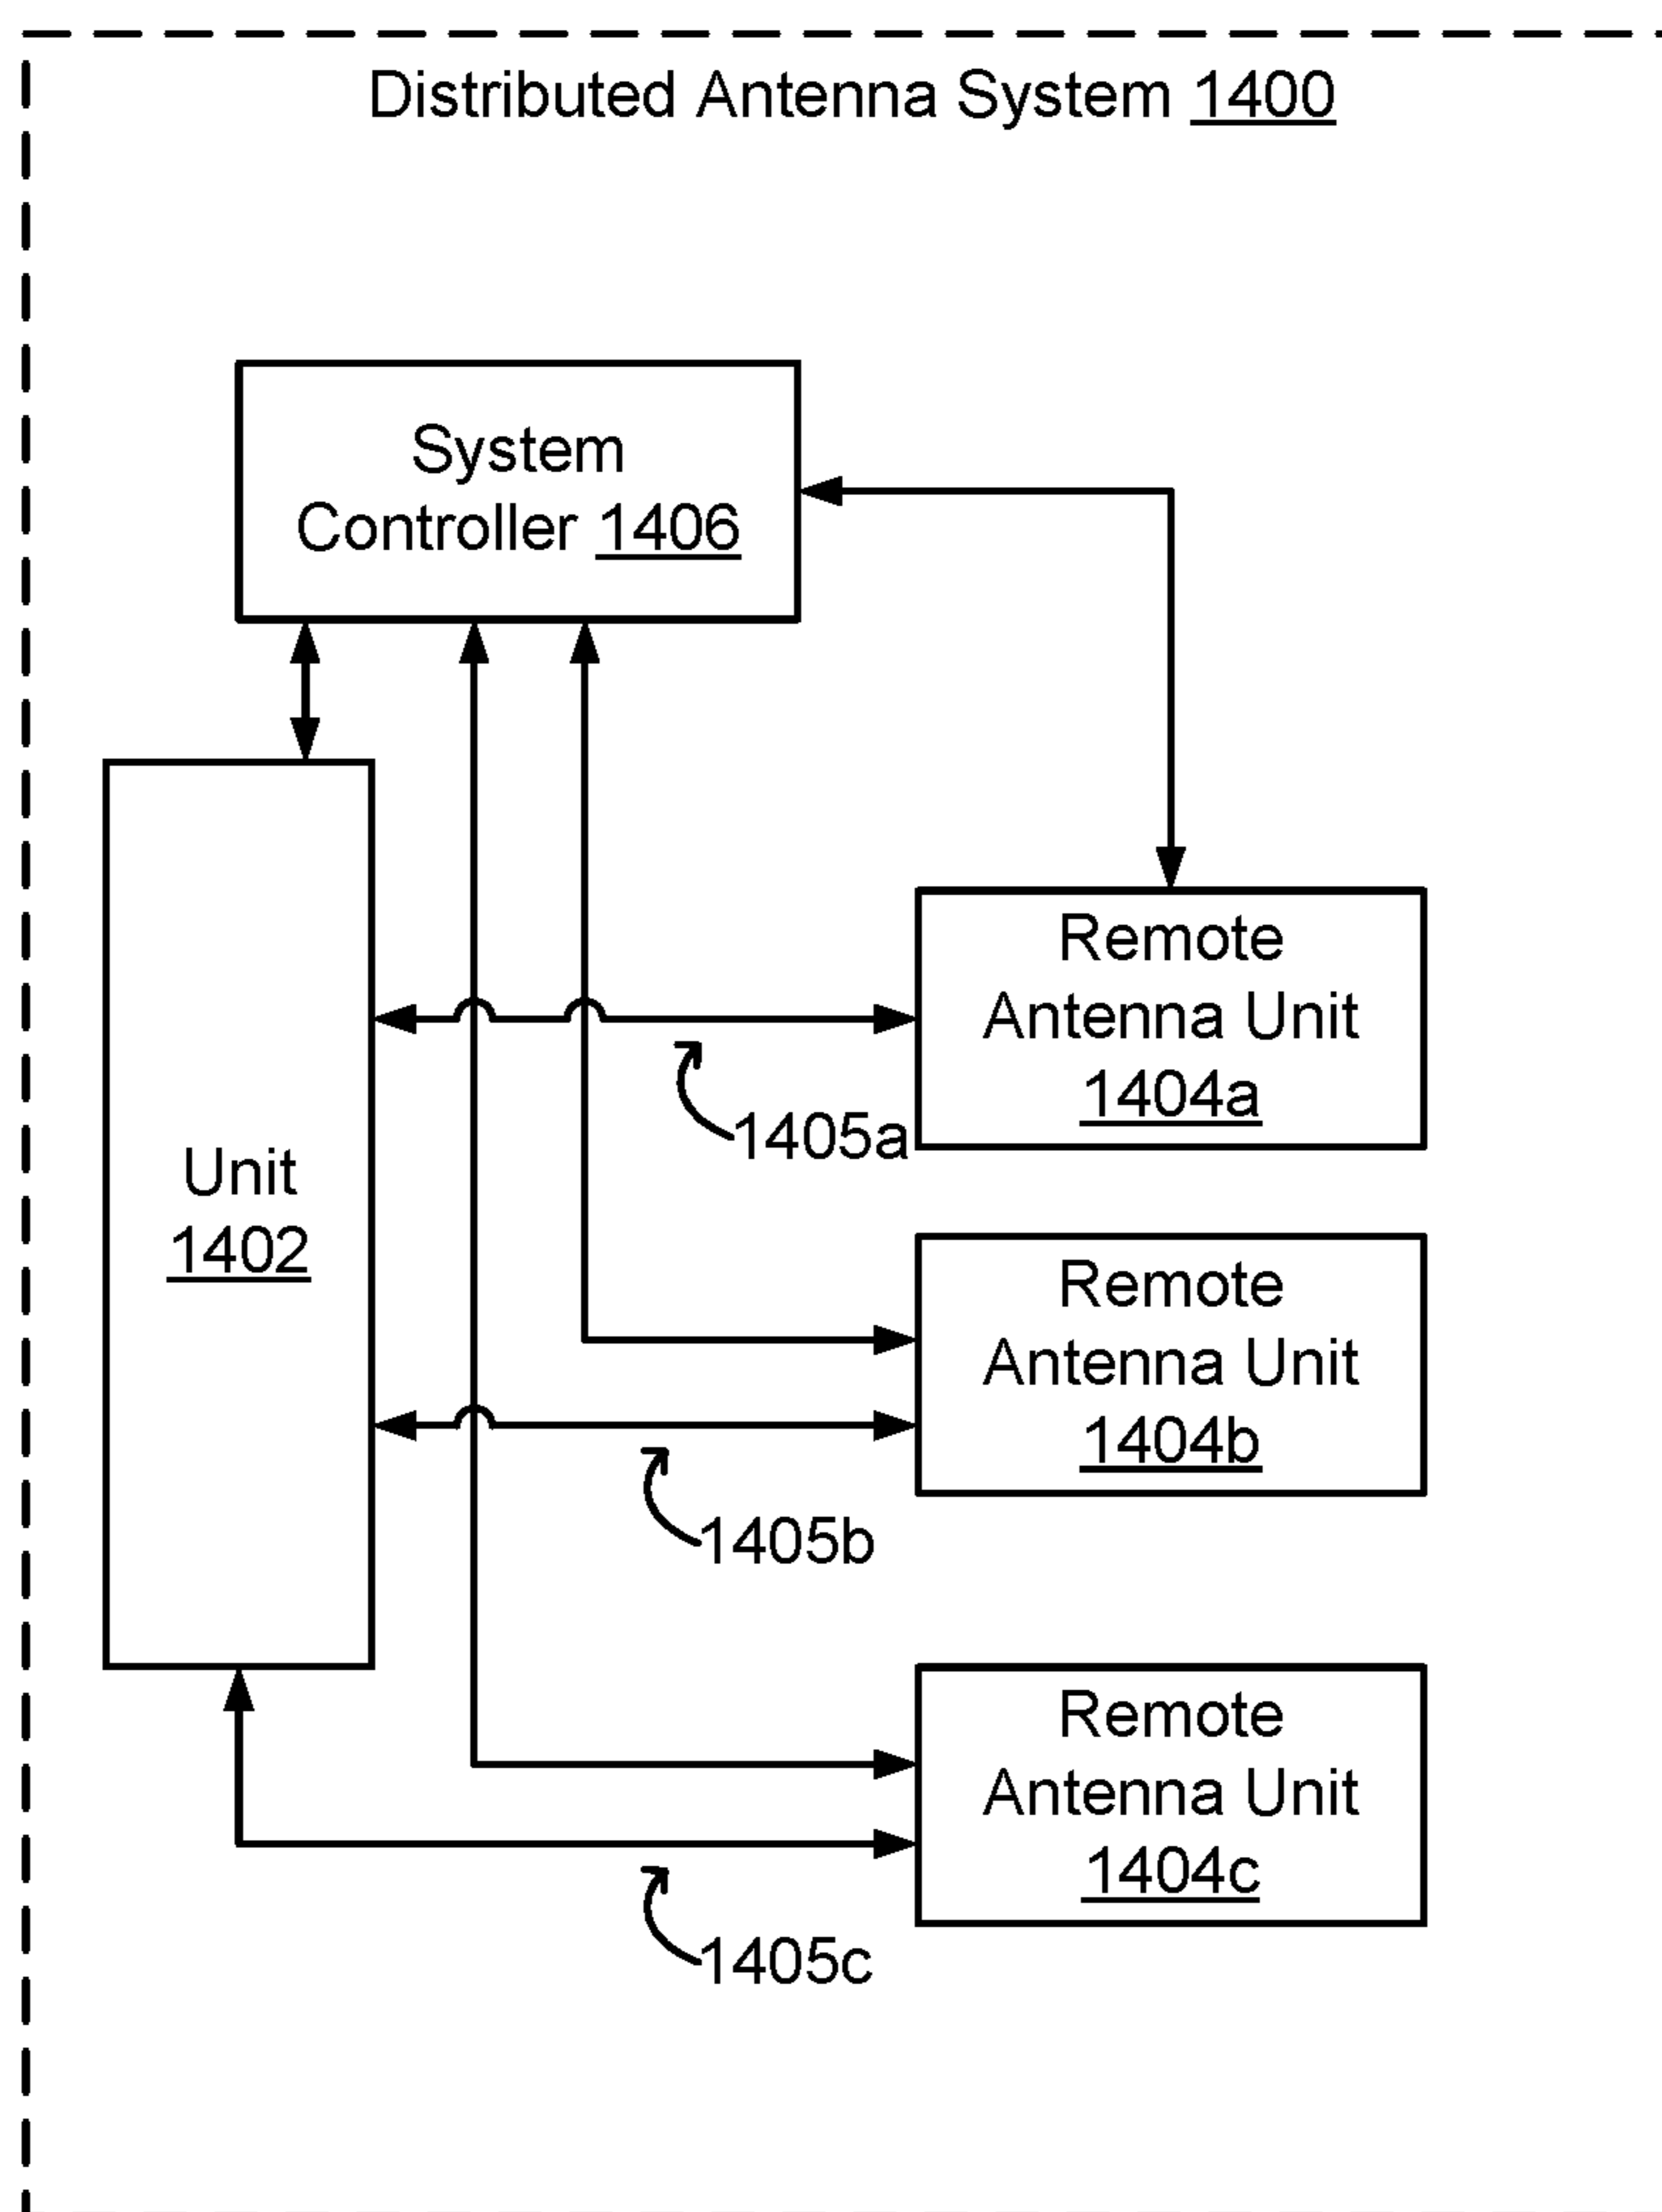 Distributed Antenna System 1400
System
Controller 1406
Remote
Antenna Unit
1404a
1405a
Unit
1402
Remote
Antenna Unit
1404b
1405b
Remote
Antenna Unit
1404c
1405c